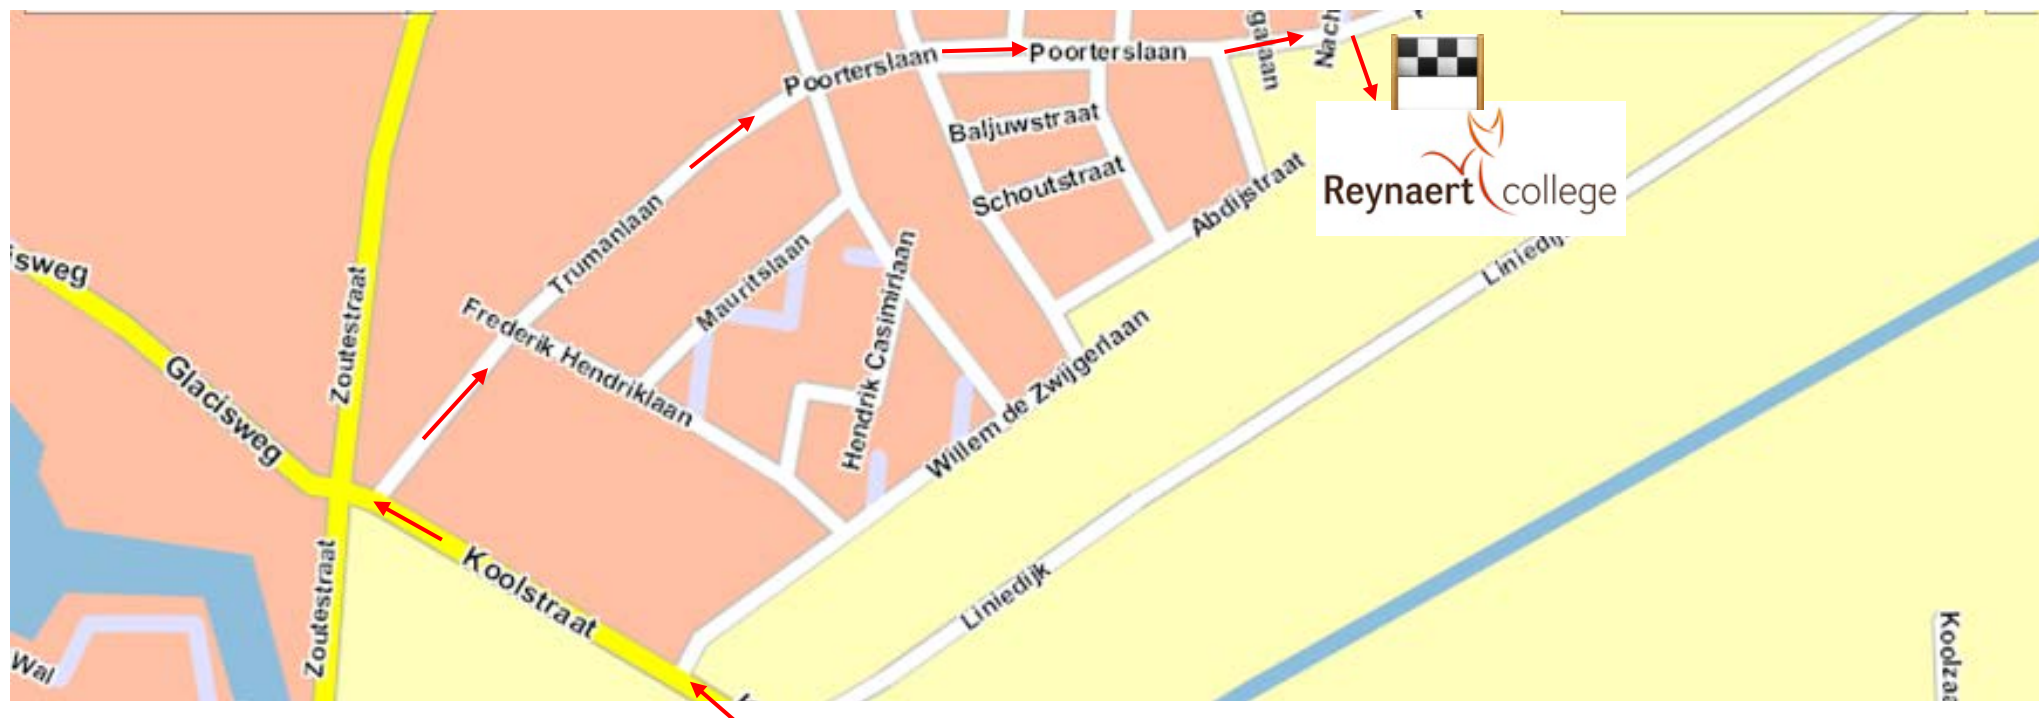 Poorterslaan
Poorterslaan
Baljuwstraat
Schoutstraat
Abdijstraat
Reynaert college
Trumanlaan
Mauritslaan
Frederik Hendriklaan
Hendrik Casimirlaan
Willem de Zwijgerlaan
Zoutestraat
Glacisweg
Liniedijk
Koolstraat
Zoutestraat
Liniedijk
Wal